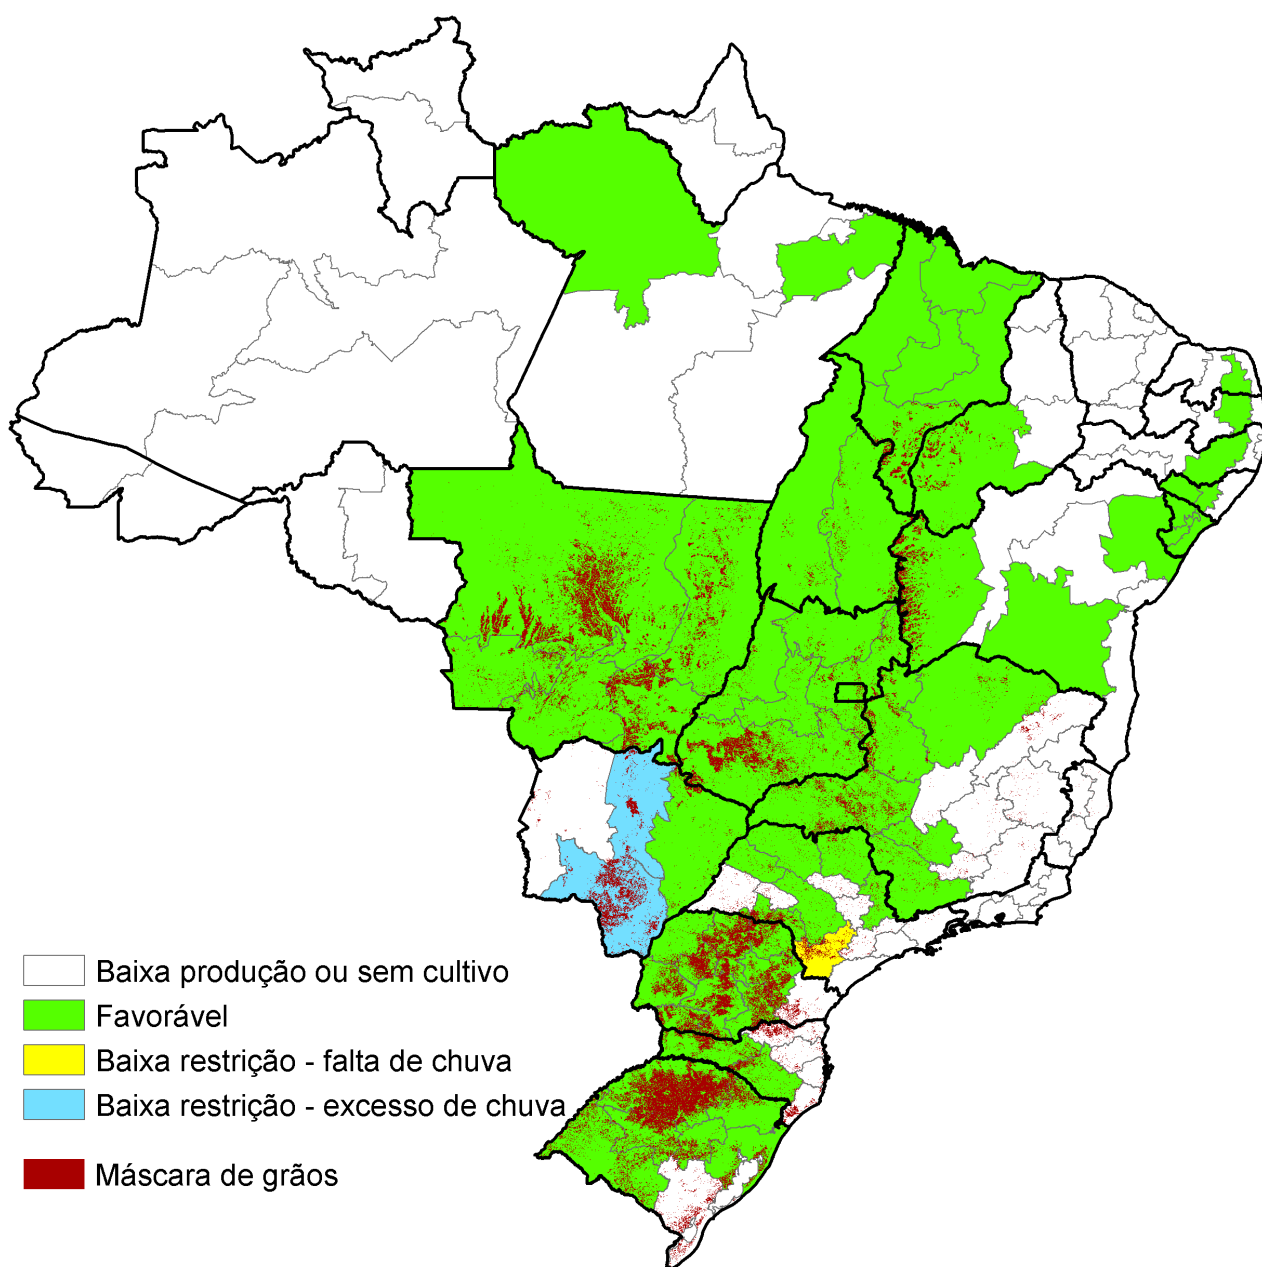 Baixa produção ou sem cultivo
Favorável
Baixa restrição - falta de chuva
Baixa restrição - excesso de chuva
Máscara de grãos